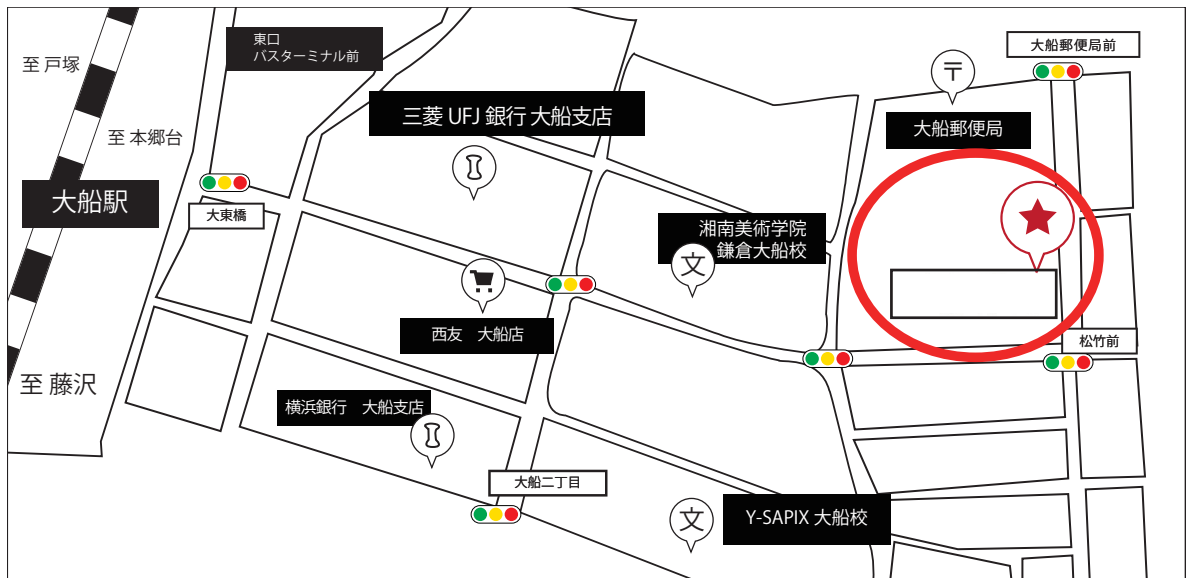 東口
バスターミナル前
大船郵便局前
至 戸塚
〒
三菱 UFJ 銀行 大船支店
大船郵便局
至 本郷台
大船駅
大東橋
湘南美術学院
鎌倉大船校
文
西友　大船店
松竹前
至 藤沢
横浜銀行　大船支店
大船二丁目
文
Y-SAPIX 大船校